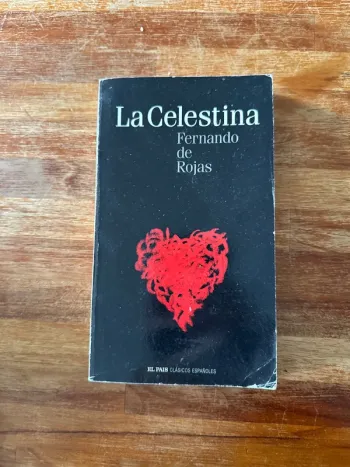 La Celestina
Fernando
de
Rojas
EL PAIS CLÁSICOS ESPAÑOLES